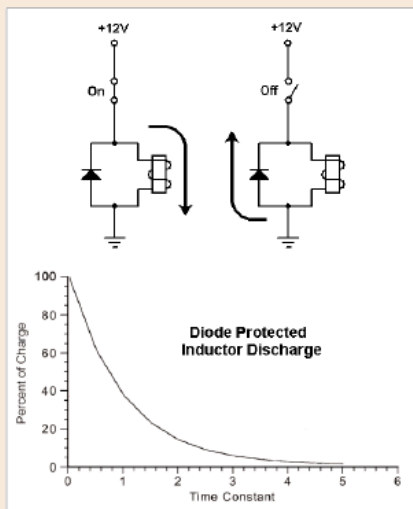 +12V
+12V
On
Off
Diode Protected
Inductor Discharge
Percent of Charge
100
80
60
40
20
0
0 1 2 3 4 5 6
Time Constant